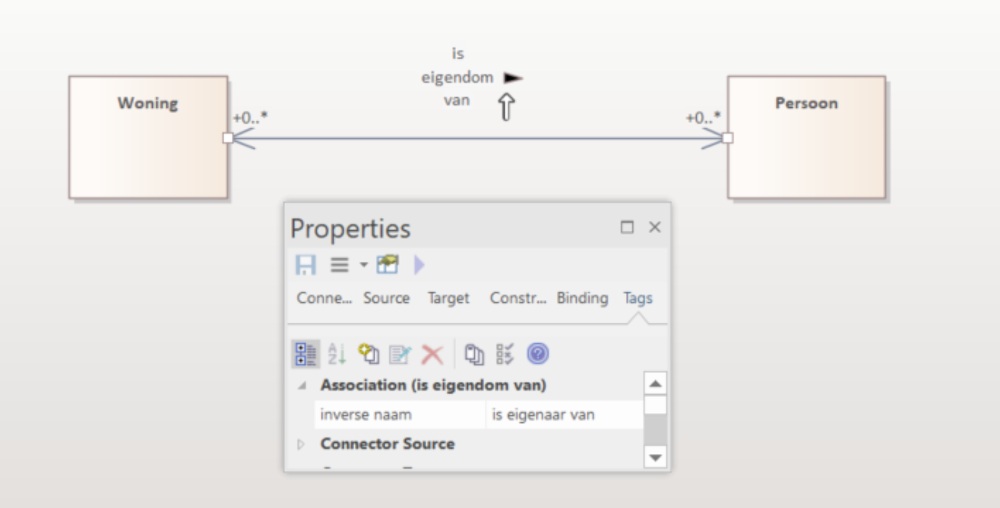 is
eigendom
van
Woning
Persoon
+0..*
+0..*
Properties
Conne... Source Target Constr... Binding Tags
Association (is eigendom van)
inverse naam is eigenaar van
Connector Source